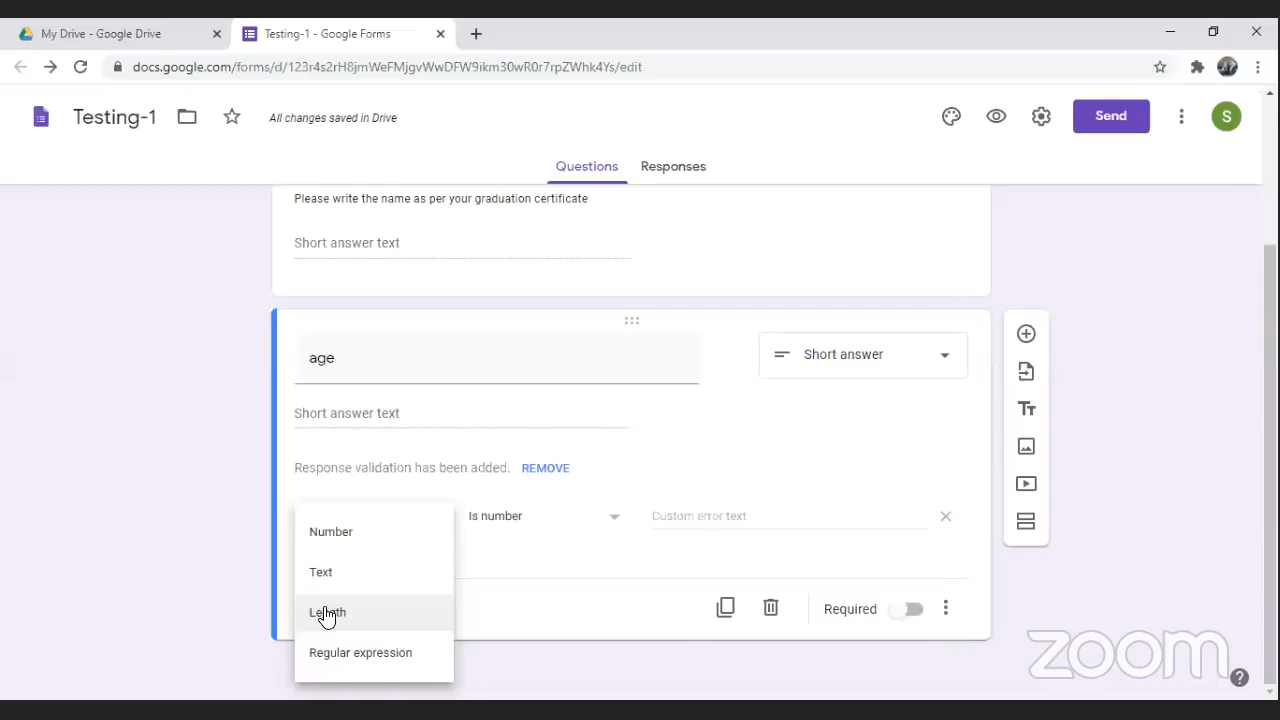 My Drive - Google Drive
Testing-1 - Google Forms
docs.google.com/forms/d/123r4s2rH8jmWeFMjgvWwDFW9ikm30wR0r7rpZWhk4Ys/edit
Testing-1
All changes saved in Drive
Send
S
Questions
Responses
Please write the name as per your graduation certificate
Short answer text
age
Short answer
Short answer text
Response validation has been added. REMOVE
Is number
Custom error text
Number
Text
Length
Regular expression
Required
zoom